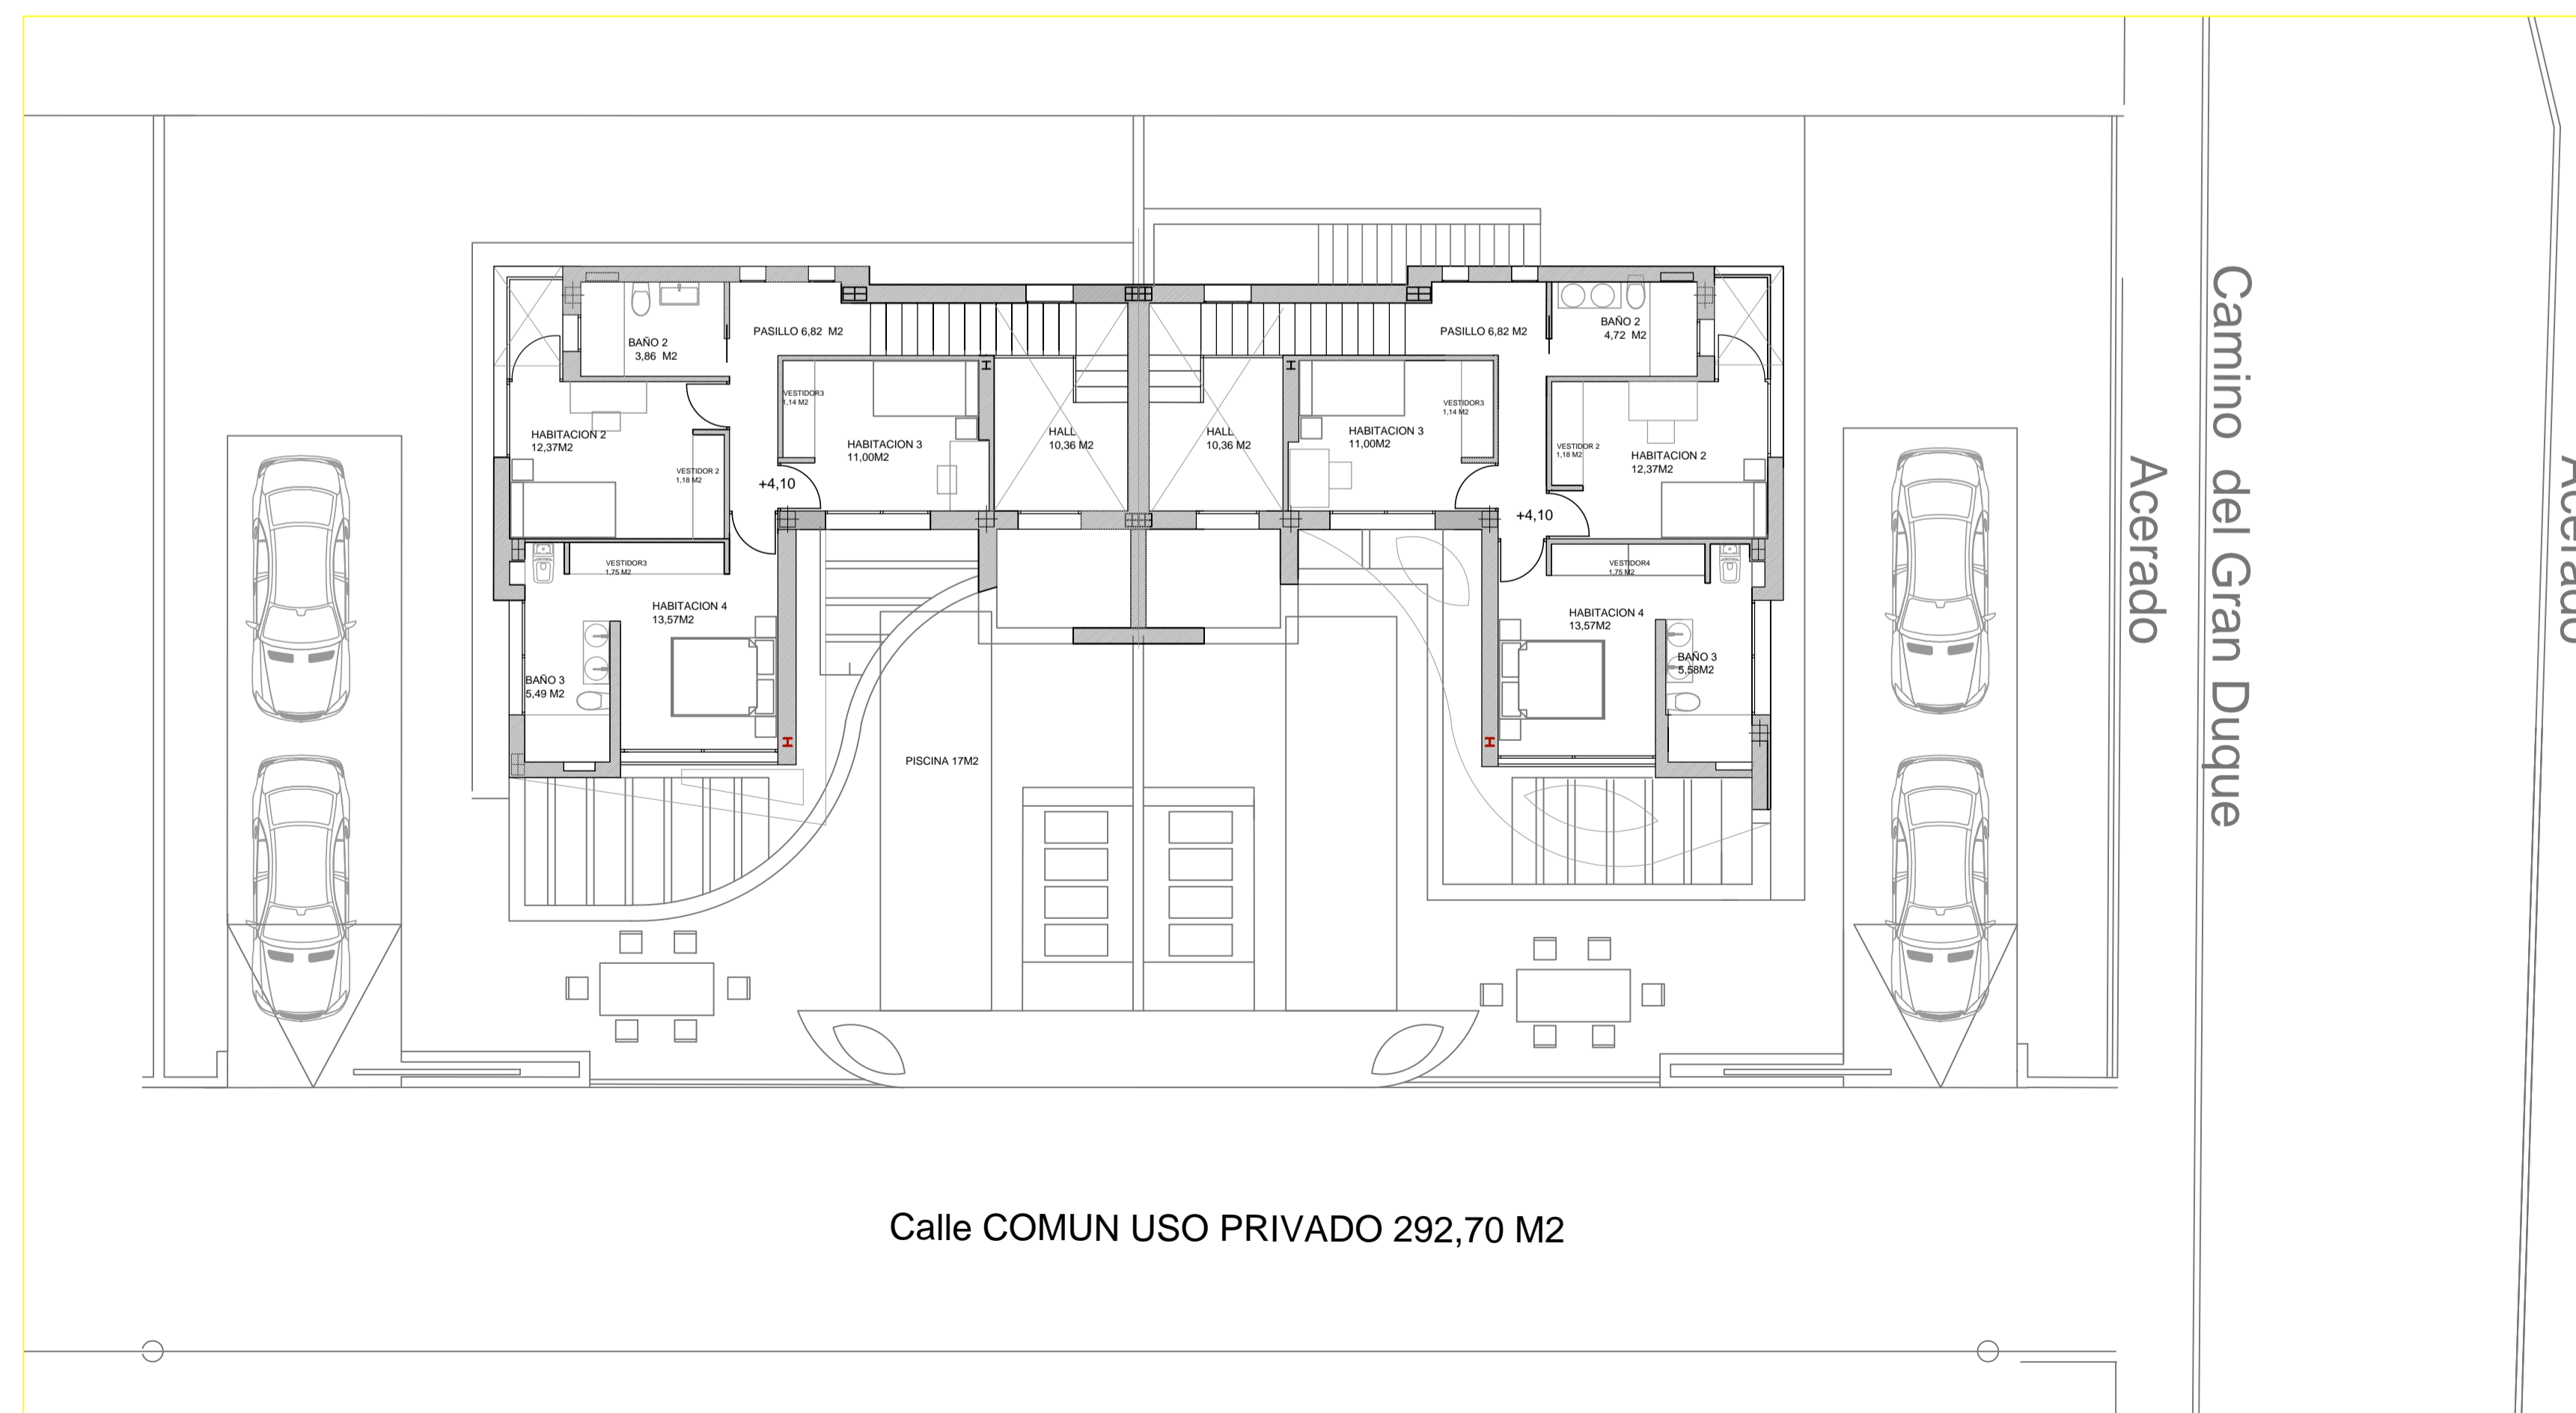 BAÑO 2
3,86 M2
PASILLO 6,82 M2
VESTIDOR3
1,14 M2
HABITACION 2
12,37M2
VESTIDOR 2
1,18 M2
HABITACION 3
11,00M2
+4,10
HALL
10,36 M2
VESTIDOR3
1,75 M2
HABITACION 4
13,57M2
BAÑO 3
5,49 M2
PISCINA 17M2
HALL
10,36 M2
HABITACION 3
11,00M2
VESTIDOR3
1,14 M2
PASILLO 6,82 M2
BAÑO 2
4,72 M2
VESTIDOR 2
1,18 M2
HABITACION 2
12,37M2
+4,10
VESTIDOR4
1,75 M2
HABITACION 4
13,57M2
BAÑO 3
5,58M2
Acerado
Camino del Gran Duque
Acerado
Calle COMUN USO PRIVADO 292,70 M2